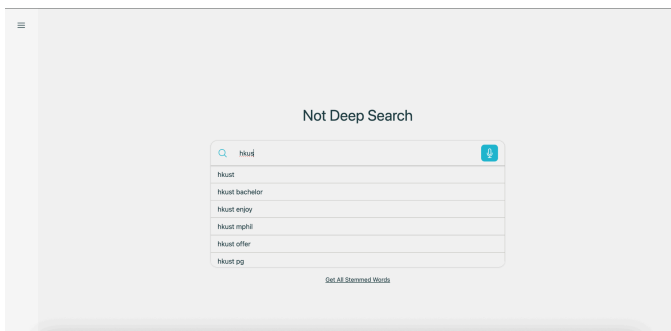 Not Deep Search
hkus
hkust
hkust bachelor
hkust enjoy
hkust mphil
hkust offer
hkust pg
Get All Stemmed Words